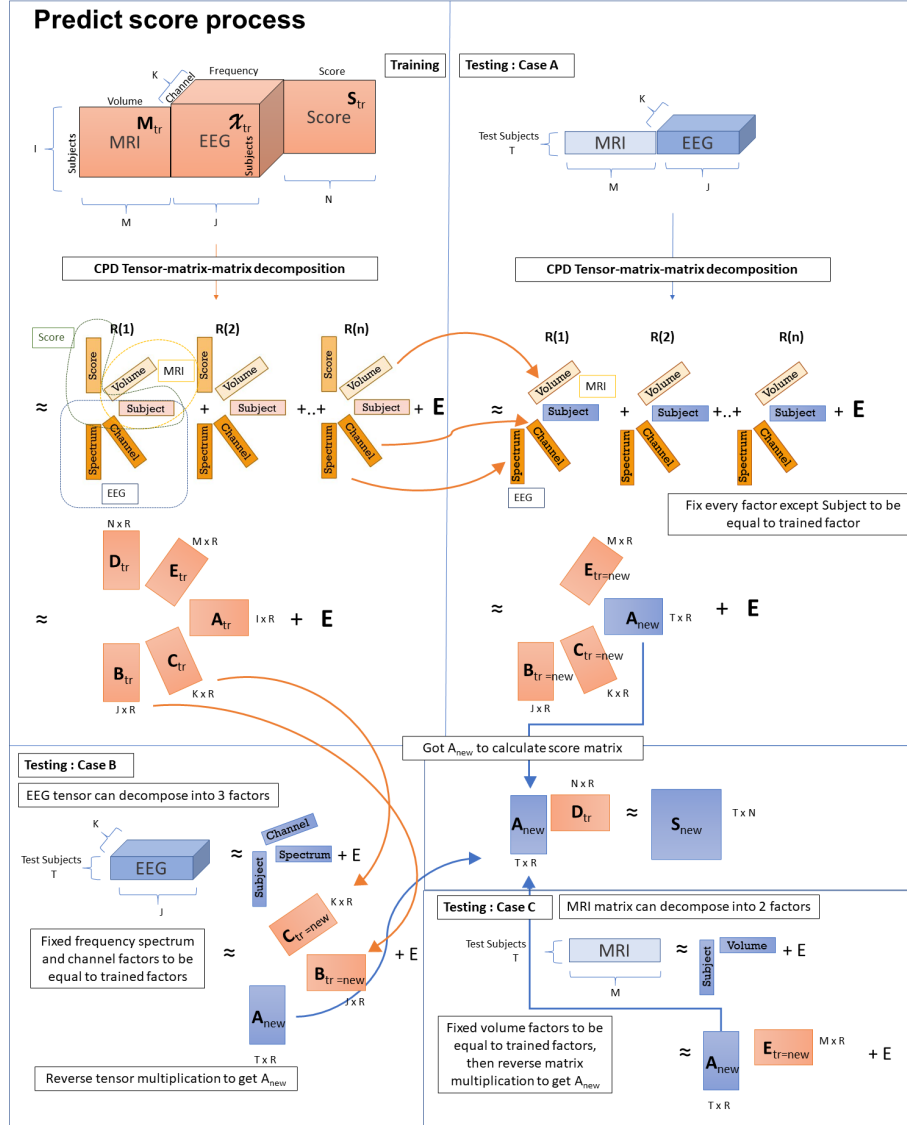 Predict score process
Training
K
Channel
Frequency
Score
Volume
M tr
MRI
𝒳 tr
EEG
S tr
Score
I
Subjects
Subjects
M
J
N
CPD Tensor-matrix-matrix decomposition
Score
R(1)
R(2)
R(n)
Score
Volume
MRI
Score
Volume
Score
Volume
≈
Subject
+
Subject
+..+
Subject
+ E
Spectrum
Channel
Spectrum
Channel
Spectrum
Channel
EEG
N x R
D tr
M x R
E tr
≈
A tr
I x R
+ E
B tr
J x R
C tr
K x R
Testing : Case A
K
Test Subjects
T
MRI
EEG
M
J
CPD Tensor-matrix-matrix decomposition
R(1)
R(2)
R(n)
Volume
MRI
Volume
Volume
≈
Subject
+
Subject
+..+
Subject
+ E
Spectrum
Channel
Spectrum
Channel
Spectrum
Channel
EEG
Fix every factor except Subject to be
equal to trained factor
M x R
E tr=new
≈
A new
T x R
+ E
B tr=new
J x R
C tr=new
K x R
Got A new to calculate score matrix
N x R
A new
D tr
≈
S new
T x N
T x R
Testing : Case B
EEG tensor can decompose into 3 factors
K
Test Subjects
T
EEG
J
≈
Channel
Subject
Spectrum
+ E
Fixed frequency spectrum
and channel factors to be
equal to trained factors
≈
K x R
C tr =new
B tr =new
J x R
+ E
A new
T x R
Reverse tensor multiplication to get A new
Testing : Case C
MRI matrix can decompose into 2 factors
Test Subjects
T
MRI
M
≈
Subject
Volume
+ E
Fixed volume factors to be
equal to trained factors,
then reverse matrix
multiplication to get A new
≈
A new
T x R
E tr=new
M x R
+ E